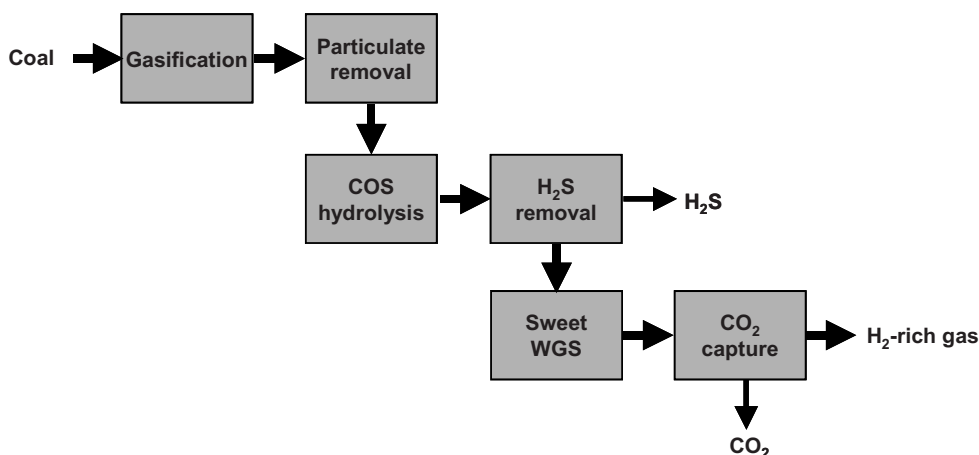 Coal
Gasification
Particulate
removal
COS
hydrolysis
H₂S
removal
H₂S
Sweet
WGS
CO₂
capture
H₂-rich gas
CO₂